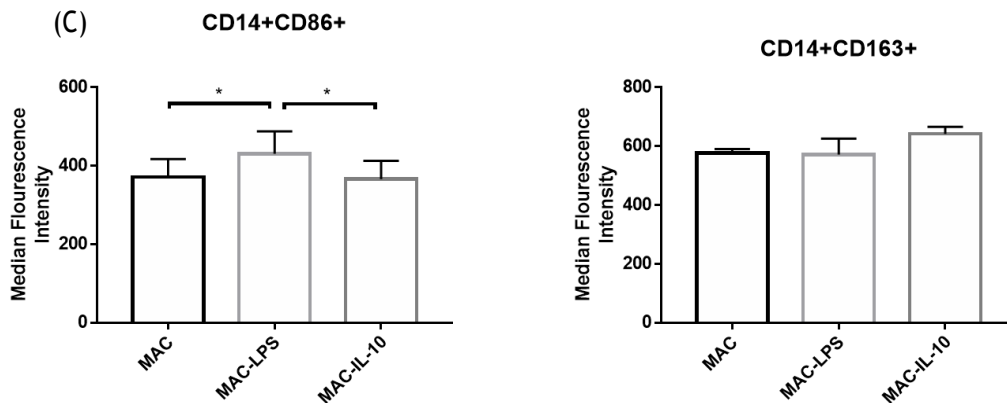 (C)
CD14+CD86+
Median Flourescence
Intensity
600
400
200
0
*
*
MAC
MAC-LPS
MAC-IL-10
CD14+CD163+
Median Flourescence
Intensity
800
600
400
200
0
MAC
MAC-LPS
MAC-IL-10